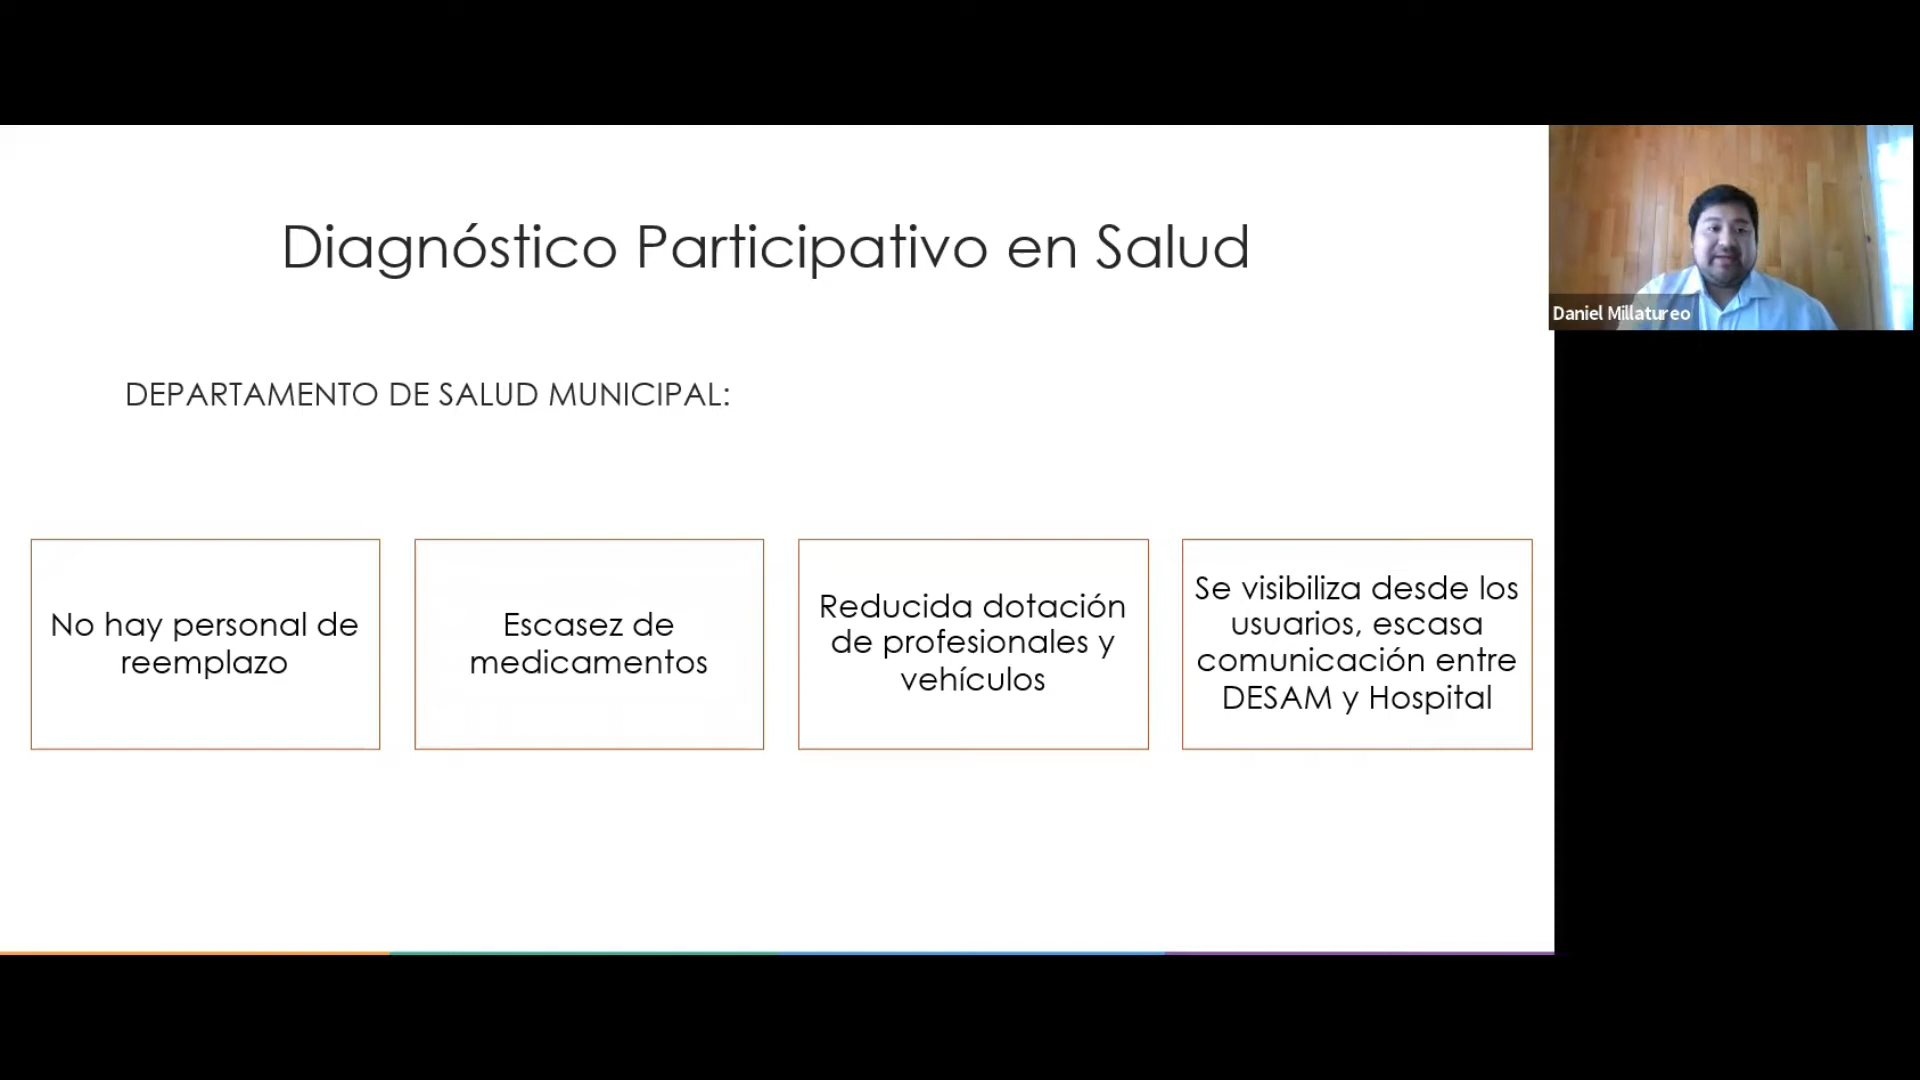 Diagnóstico Participativo en Salud
Daniel Millatureo
DEPARTAMENTO DE SALUD MUNICIPAL:
No hay personal de
reemplazo
Escasez de
medicamentos
Reducida dotación
de profesionales y
vehículos
Se visibiliza desde los
usuarios, escasa
comunicación entre
DESAM y Hospital